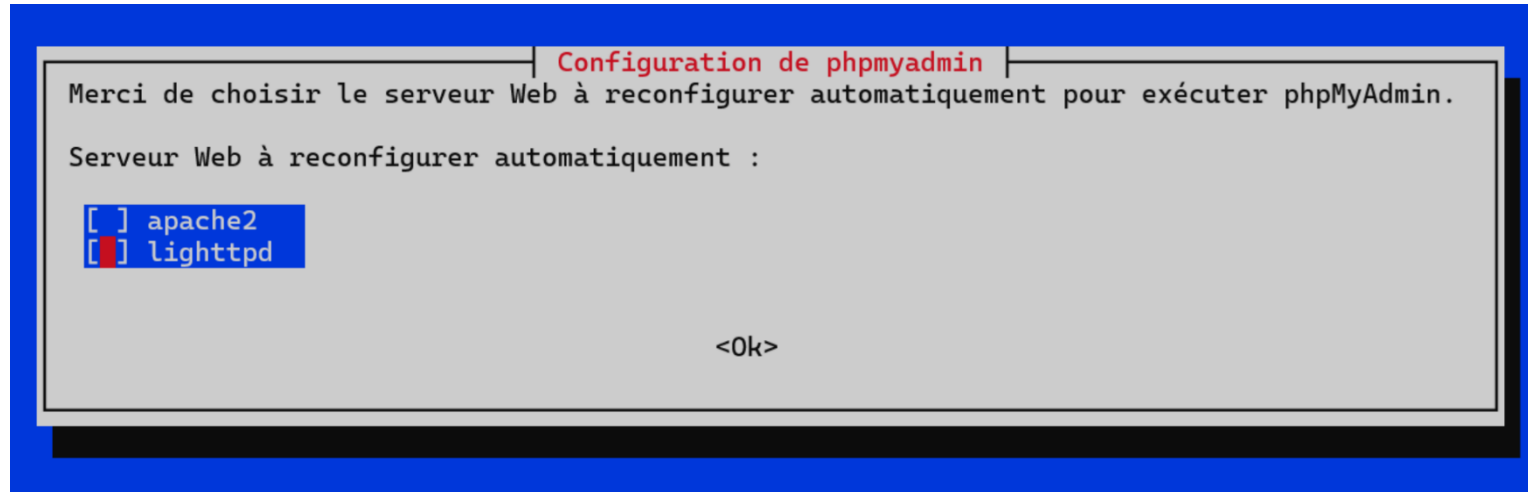 Configuration de phpmyadmin
Merci de choisir le serveur Web à reconfigurer automatiquement pour exécuter phpMyAdmin.
Serveur Web à reconfigurer automatiquement :
[ ] apache2
[ ] lighttpd
<Ok>